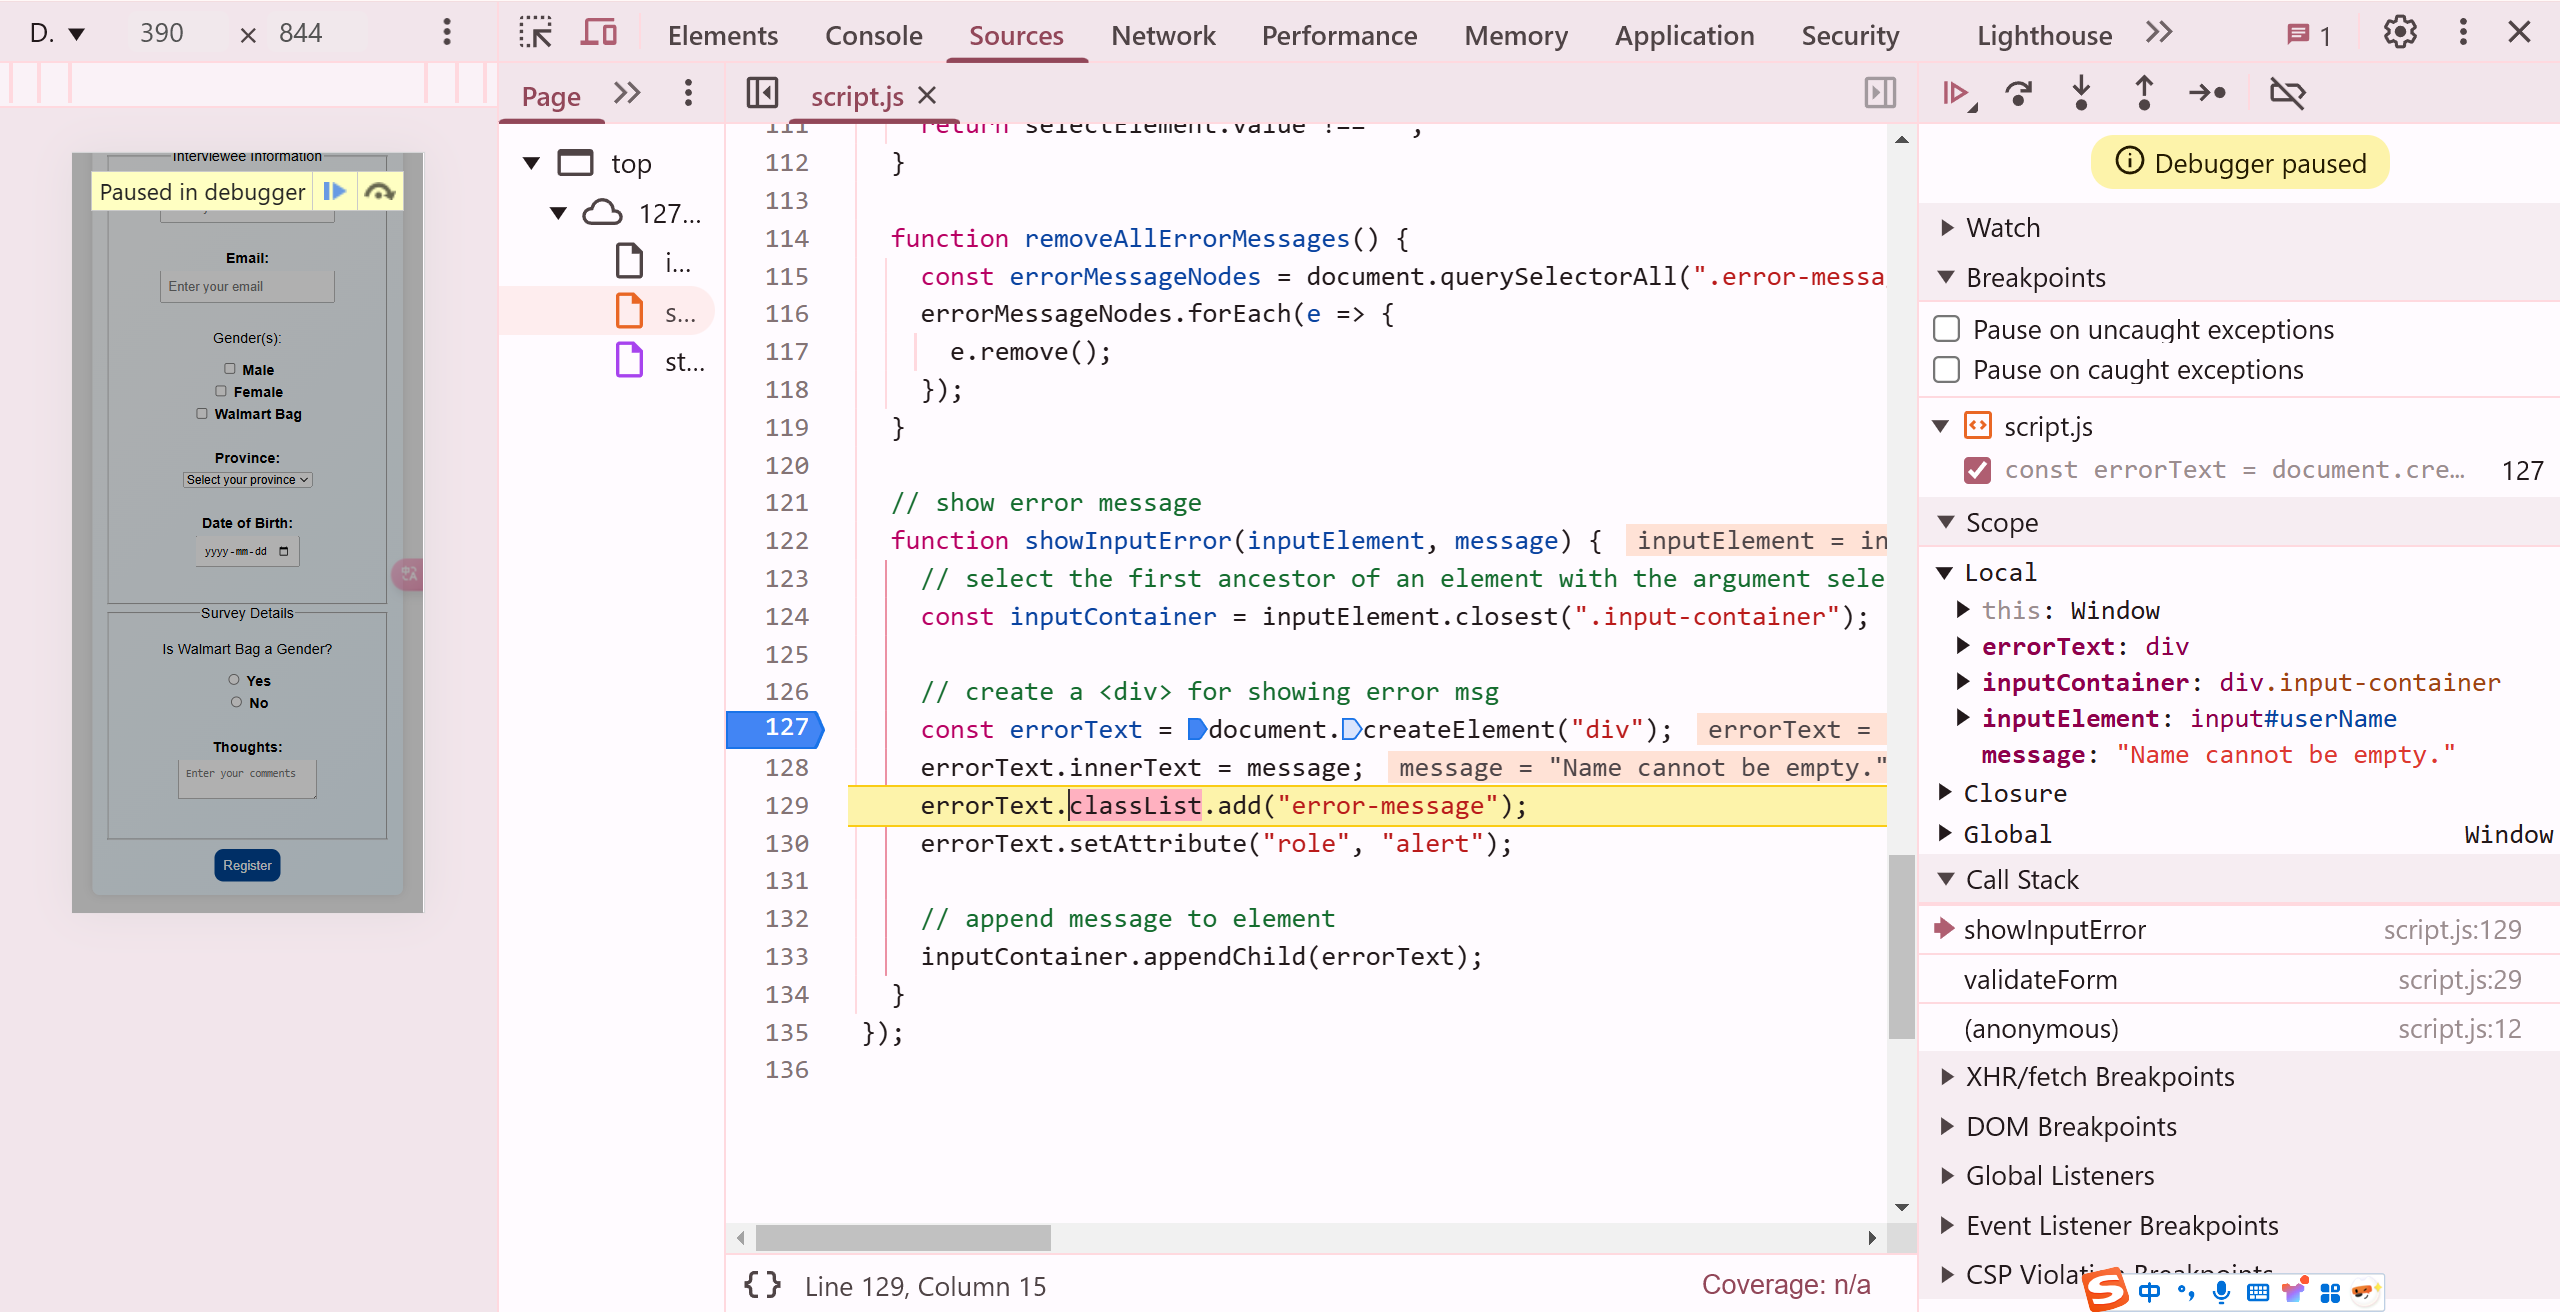 D.
390 × 844
Elements Console Sources Network Performance Memory Application Security Lighthouse
1
Page
script.js
Interviewee Information
Paused in debugger
Email:
Enter your email
Gender(s):
Male
Female
Walmart Bag
Province:
Select your province
Date of Birth:
yyyy-mm-dd
Survey Details
Is Walmart Bag a Gender?
Yes
No
Thoughts:
Enter your comments
Register
top
127...
i...
s...
st...
111 return selectElement.value !== ;
112 }
113
114 function removeAllErrorMessages() {
115 const errorMessageNodes = document.querySelectorAll(".error-messa
116 errorMessageNodes.forEach(e => {
117 e.remove();
118 });
119 }
120
121 // show error message
122 function showInputError(inputElement, message) { inputElement = in
123 // select the first ancestor of an element with the argument sele
124 const inputContainer = inputElement.closest(".input-container");
125
126 // create a <div> for showing error msg
127 const errorText = document.createElement("div"); errorText =
128 errorText.innerText = message; message = "Name cannot be empty."
129 errorText.classList.add("error-message");
130 errorText.setAttribute("role", "alert");
131
132 // append message to element
133 inputContainer.appendChild(errorText);
134 }
135 });
136
{} Line 129, Column 15
Coverage: n/a
Debugger paused
Watch
Breakpoints
Pause on uncaught exceptions
Pause on caught exceptions
script.js
const errorText = document.cre… 127
Scope
Local
this: Window
errorText: div
inputContainer: div.input-container
inputElement: input#userName
message: "Name cannot be empty."
Closure
Global Window
Call Stack
showInputError script.js:129
validateForm script.js:29
(anonymous) script.js:12
XHR/fetch Breakpoints
DOM Breakpoints
Global Listeners
Event Listener Breakpoints
CSP Violation Breakpoints
中